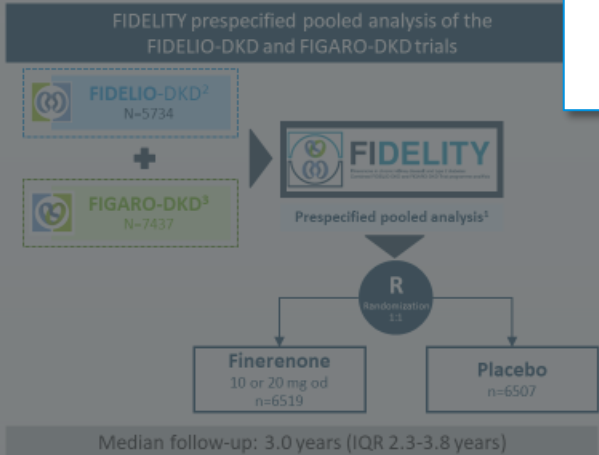 FIDELITY prespecified pooled analysis of the
FIDELIO-DKD and FIGARO-DKD trials
FIDELIO-DKD²
N=5734
FIGARO-DKD³
N=7437
FIDELITY
Prespecified pooled analysis¹
R
Randomization
1:1
Finerenone
10 or 20 mg od
n=6519
Placebo
n=6507
Median follow-up: 3.0 years (IQR 2.3-3.8 years)